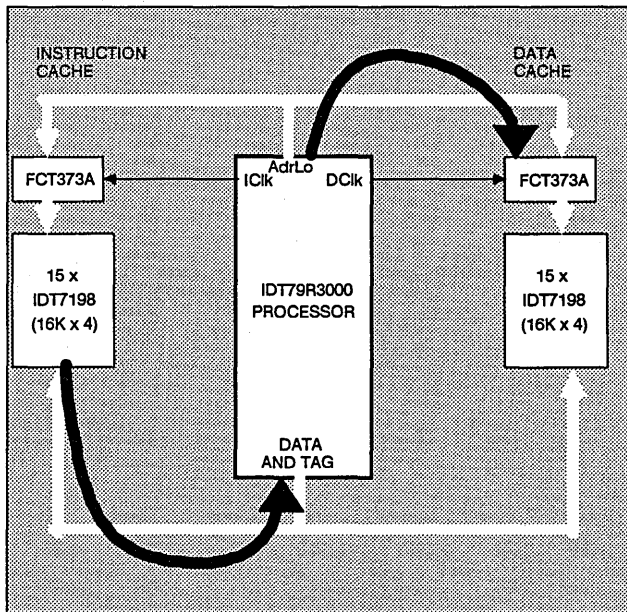 INSTRUCTION
CACHE
DATA
CACHE
FCT373A
AdrLo
IClk
DClk
FCT373A
15 x
IDT7198
(16K x 4)
IDT79R3000
PROCESSOR
15 x
IDT7198
(16K x 4)
DATA
AND TAG